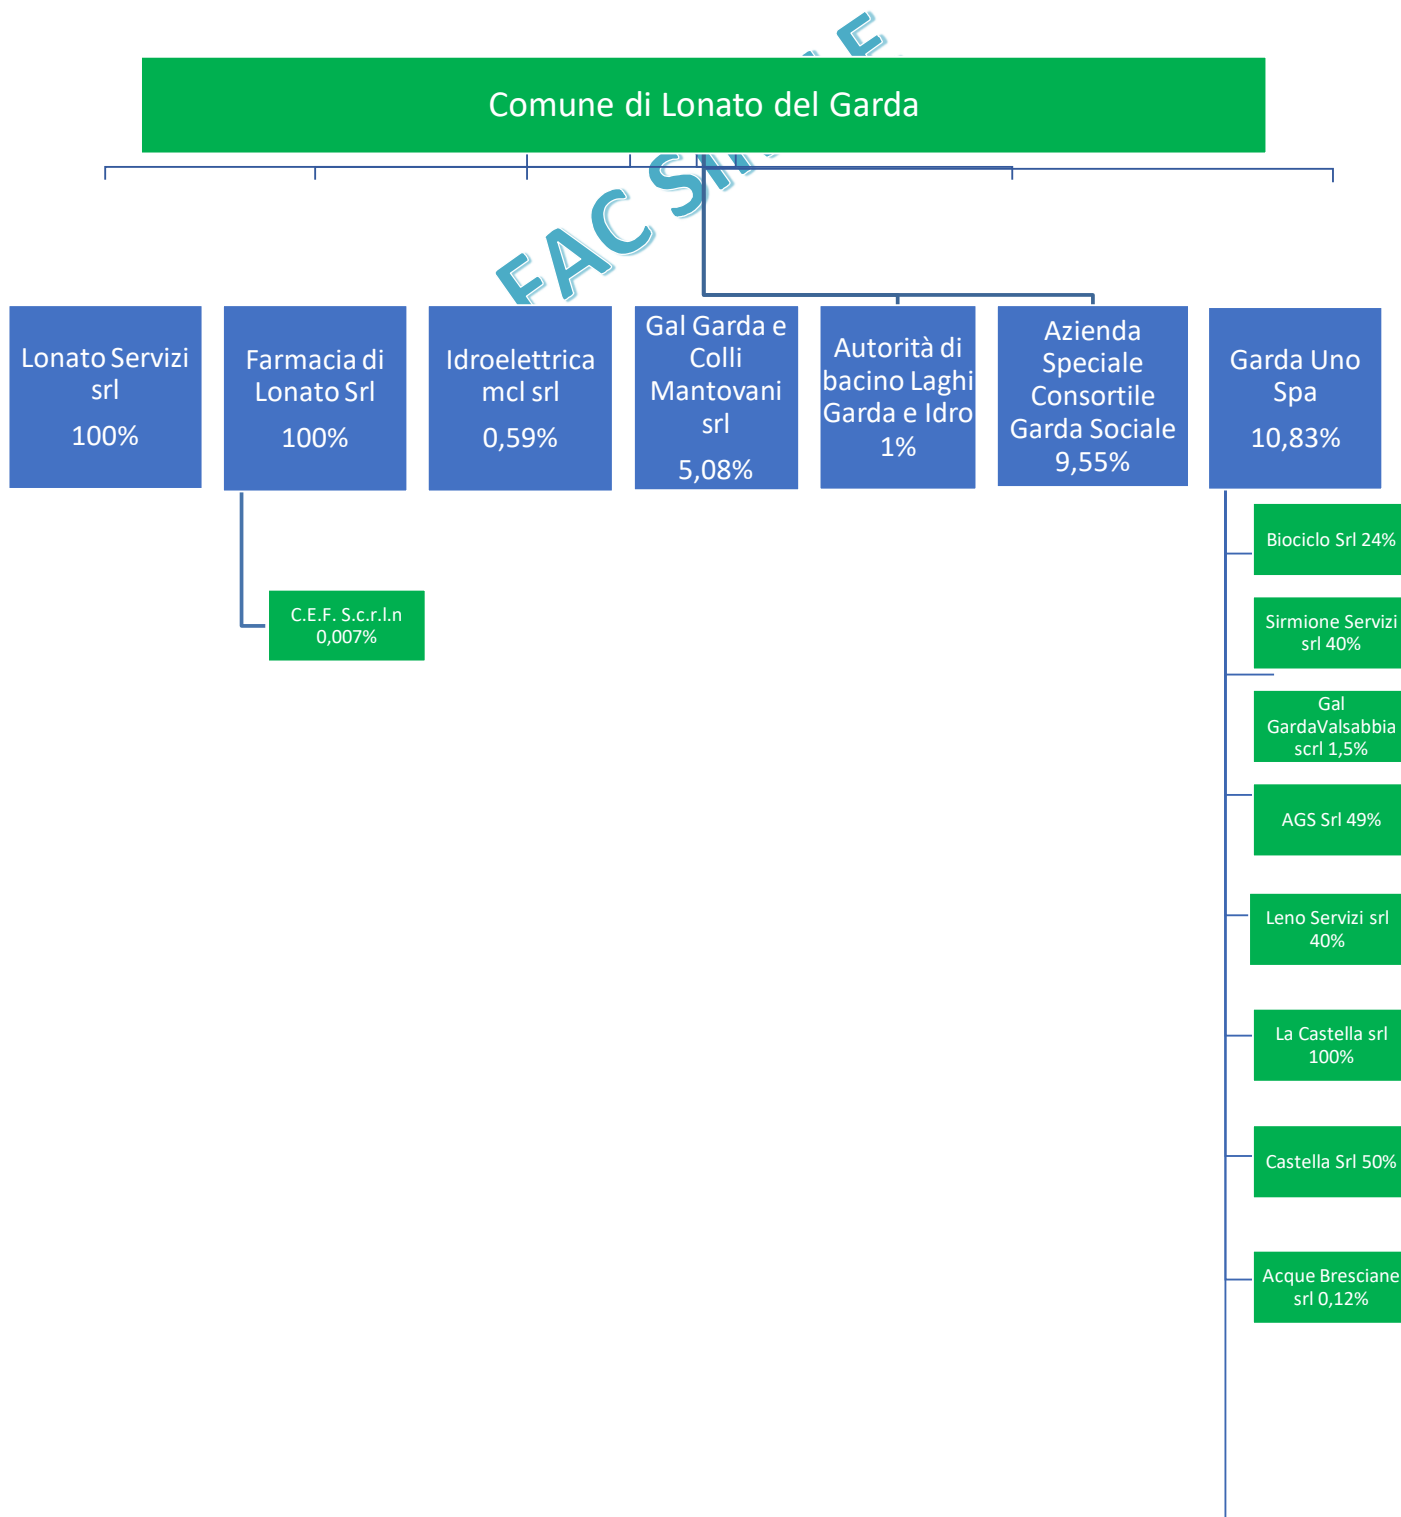 Comune di Lonato del Garda
FAC SIMILE
Lonato Servizi
srl
100%
Farmacia di
Lonato Srl
100%
Idroelettrica
mcl srl
0,59%
Gal Garda e
Colli
Mantovani
srl
5,08%
Autorità di
bacino Laghi
Garda e Idro
1%
Azienda
Speciale
Consortile
Garda Sociale
9,55%
Garda Uno
Spa
10,83%
C.E.F. S.c.r.l.n
0,007%
Biociclo Srl 24%
Sirmione Servizi
srl 40%
Gal
GardaValsabbia
scrl 1,5%
AGS Srl 49%
Leno Servizi srl
40%
La Castella srl
100%
Castella Srl 50%
Acque Bresciane
srl 0,12%